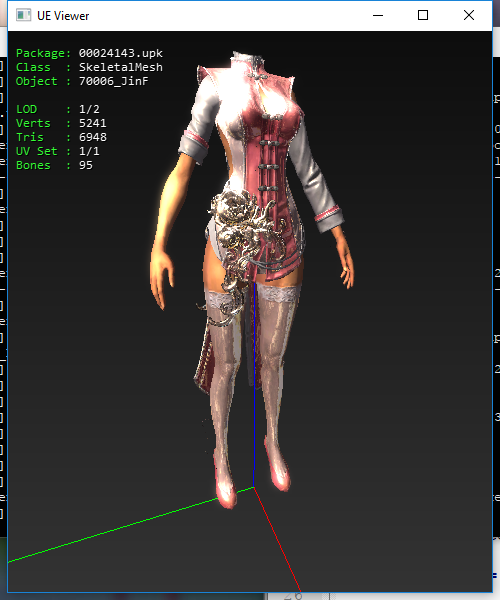 UE Viewer
Package: 00024143.upk
Class : SkeletalMesh
Object : 70006_JinF
LOD : 1/2
Verts : 5241
Tris : 6948
UV Set : 1/1
Bones : 95